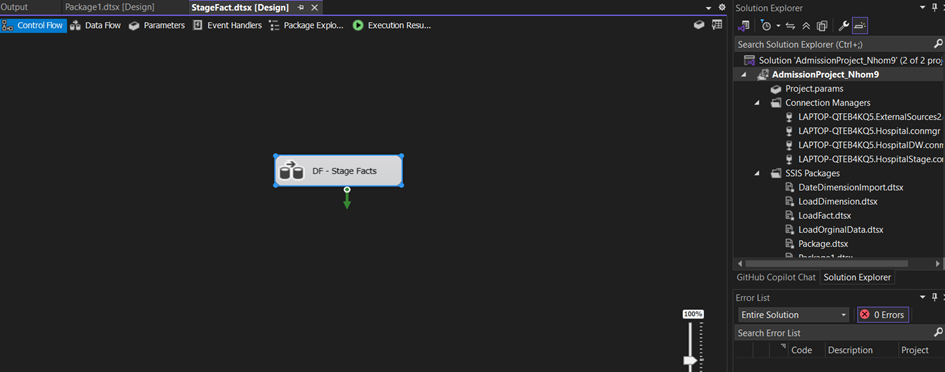 Output
Package1.dtsx [Design]
StageFact.dtsx [Design]
Control Flow
Data Flow
Parameters
Event Handlers
Package Explo...
Execution Resu...
DF - Stage Facts
100%
Solution Explorer
Search Solution Explorer (Ctrl+;)
Solution 'AdmissionProject_Nhom9' (2 of 2 proj
AdmissionProject_Nhom9
Project.params
Connection Managers
LAPTOP-QTEB4KQ5.ExternalSources2.
LAPTOP-QTEB4KQ5.Hospital.conmgr
LAPTOP-QTEB4KQ5.HospitalDW.conm
LAPTOP-QTEB4KQ5.HospitalStage.co
SSIS Packages
DateDimensionImport.dtsx
LoadDimension.dtsx
LoadFact.dtsx
LoadOrginalData.dtsx
Package.dtsx
Package1.dtsx
GitHub Copilot Chat
Solution Explorer
Error List
Entire Solution
0 Errors
Search Error List
Code
Description
Project